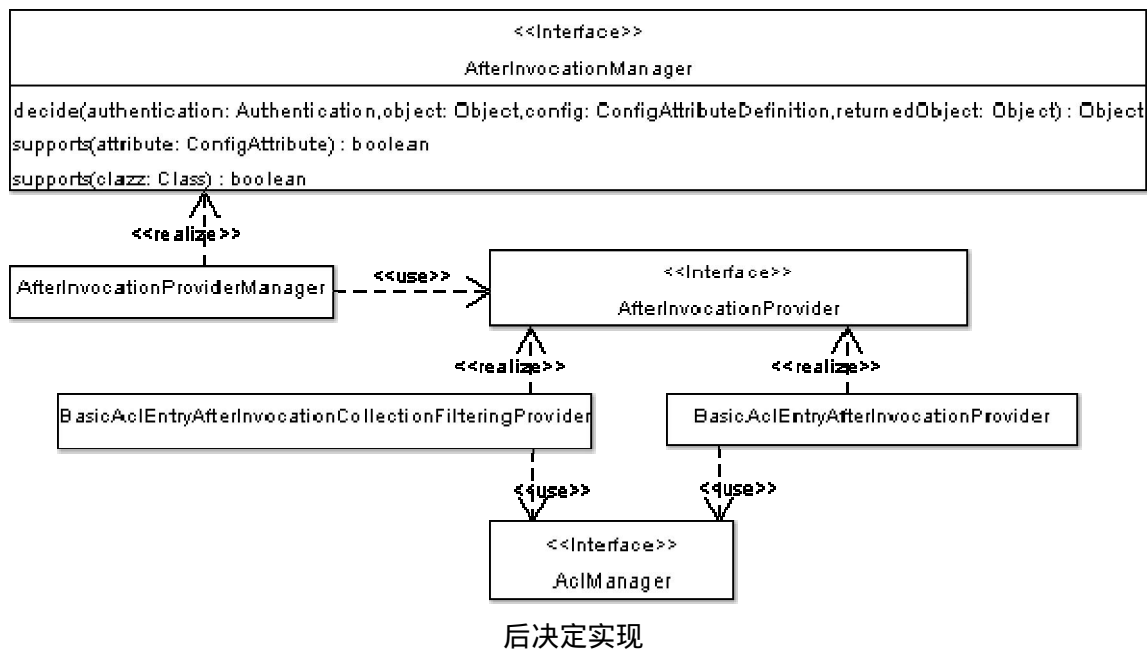 <<Interface>>
AfterInvocationManager
decide(authentication: Authentication,object: Object,config: ConfigAttributeDefinition,returnedObject: Object) : Object
supports(attribute: ConfigAttribute) : boolean
supports(clazz: Class) : boolean
<<realize>>
AfterInvocationProviderManager
<<use>>
<<Interface>>
AfterInvocationProvider
<<realize>>
<<realize>>
BasicAclEntryAfterInvocationCollectionFilteringProvider
BasicAclEntryAfterInvocationProvider
<<use>>
<<use>>
<<Interface>>
AclManager
后决定实现